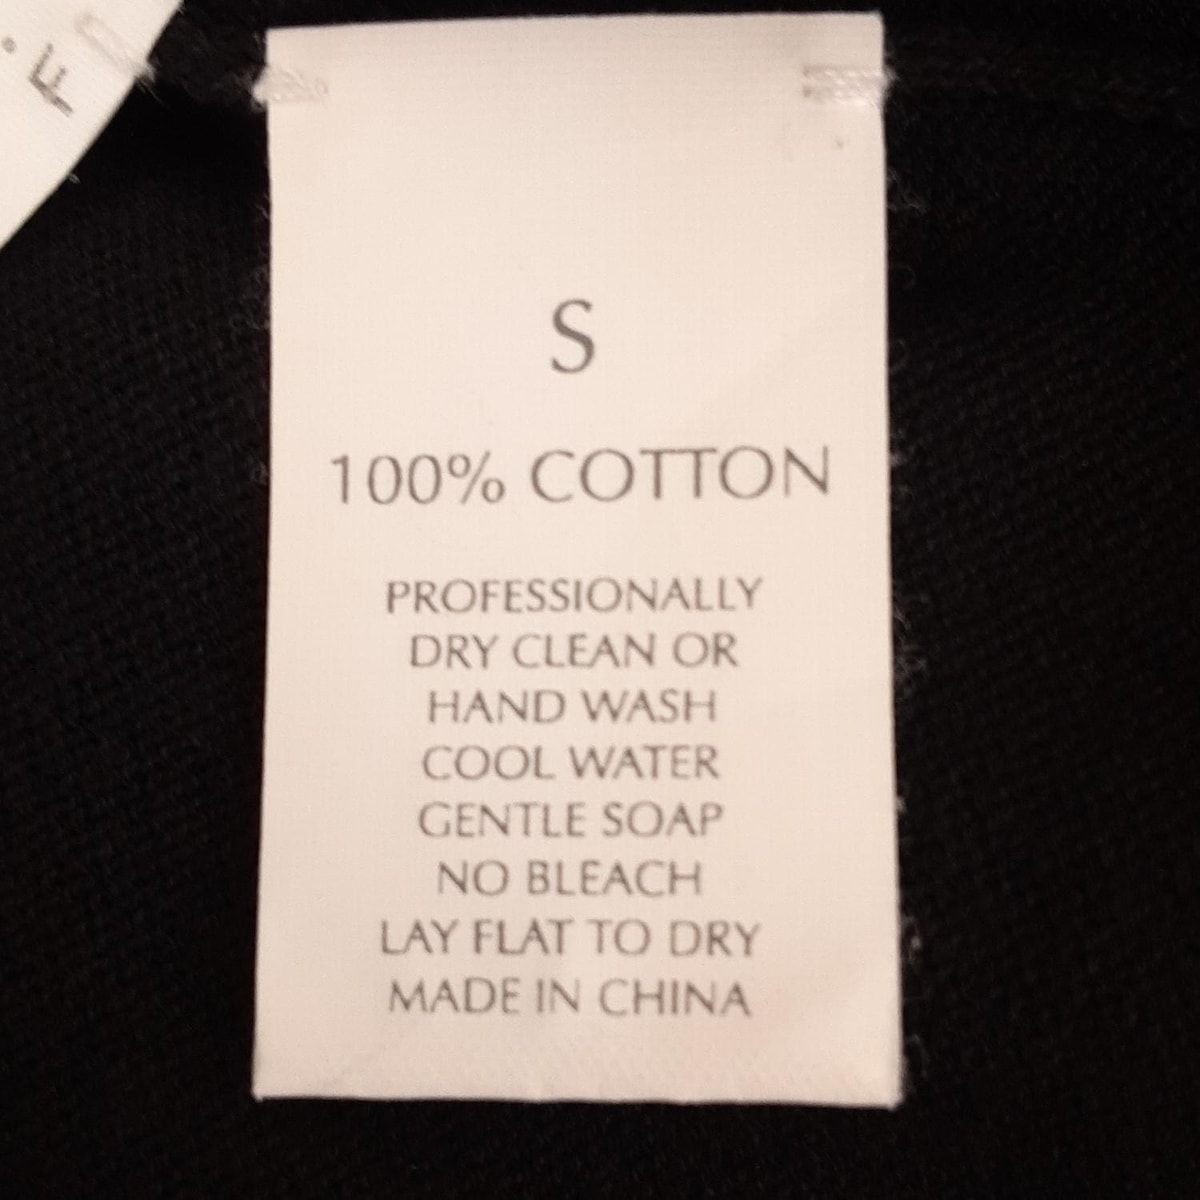 F
S
100% COTTON
PROFESSIONALLY
DRY CLEAN OR
HAND WASH
COOL WATER
GENTLE SOAP
NO BLEACH
LAY FLAT TO DRY
MADE IN CHINA